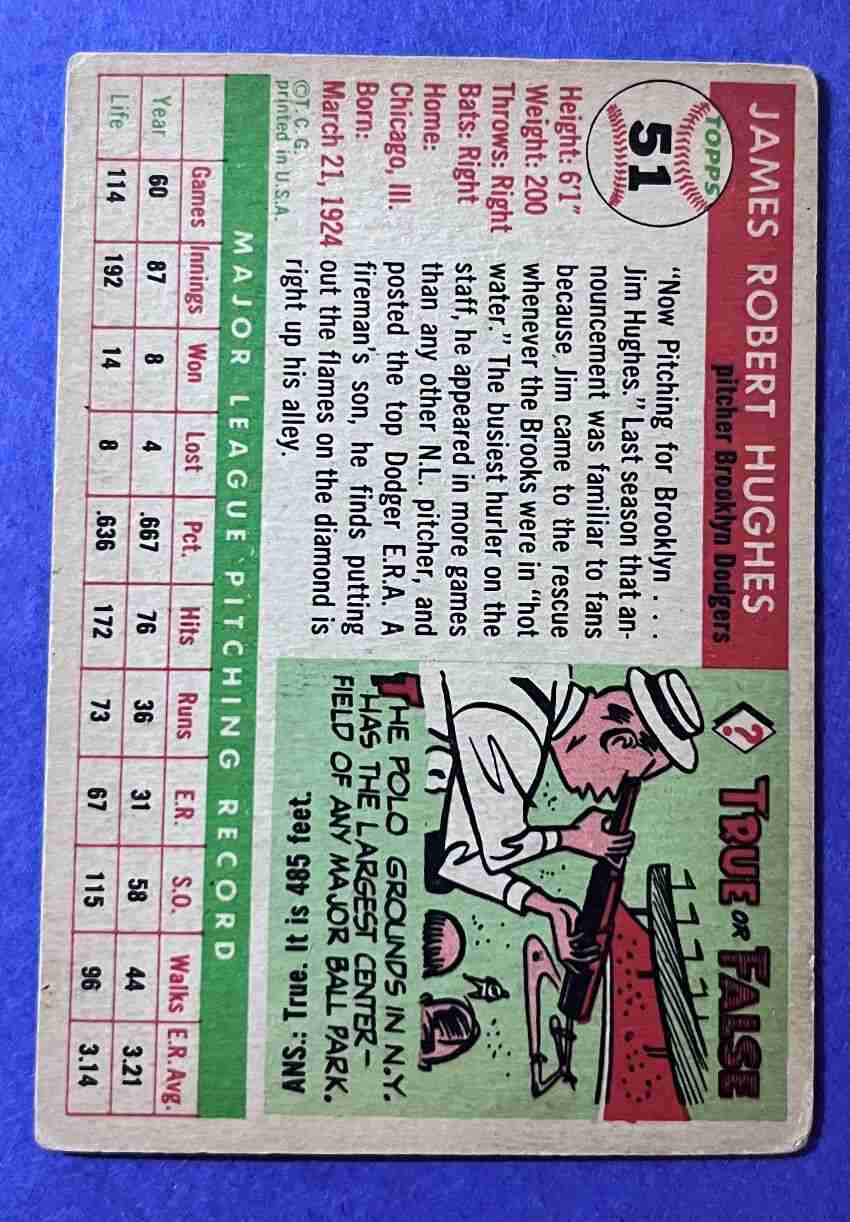 JAMES ROBERT HUGHES
pitcher Brooklyn Dodgers
TOPPS
51
Height: 6'1"
Weight: 200
Throws: Right
Bats: Right
Home:
Chicago, Ill.
Born:
March 21, 1924
©T.C.G.
printed in U.S.A.
"Now Pitching for Brooklyn . . .
Jim Hughes." Last season that an-
nouncement was familiar to fans
because Jim came to the rescue
whenever the Brooks were in "hot
water." The busiest hurler on the
staff, he appeared in more games
than any other N.L. pitcher, and
posted the top Dodger E.R.A. A
fireman's son, he finds putting
out the flames on the diamond is
right up his alley.
? TRUE OR FALSE
THE POLO GROUNDS IN N.Y.
HAS THE LARGEST CENTER-
FIELD OF ANY MAJOR BALL PARK.
ANS.: True. It is 485 feet.
MAJOR LEAGUE PITCHING RECORD
Games Innings Won Lost Pct. Hits Runs E.R. S.O. Walks E.R. Avg.
Year 60 87 8 4 .667 76 36 31 58 44 3.21
Life 114 192 14 8 .636 172 73 67 115 96 3.14